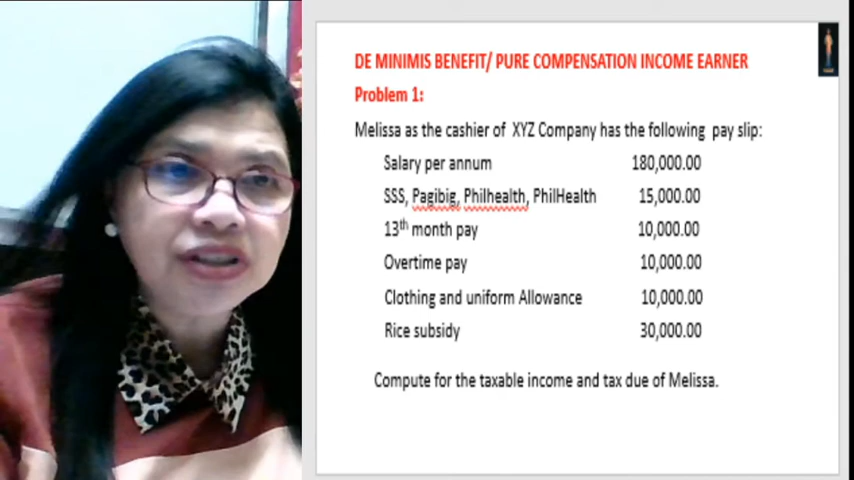 DE MINIMIS BENEFIT/ PURE COMPENSATION INCOME EARNER
Problem 1:
Melissa as the cashier of XYZ Company has the following pay slip:
Salary per annum 180,000.00
SSS, Pagibig, Philhealth, PhilHealth 15,000.00
13th month pay 10,000.00
Overtime pay 10,000.00
Clothing and uniform Allowance 10,000.00
Rice subsidy 30,000.00
Compute for the taxable income and tax due of Melissa.